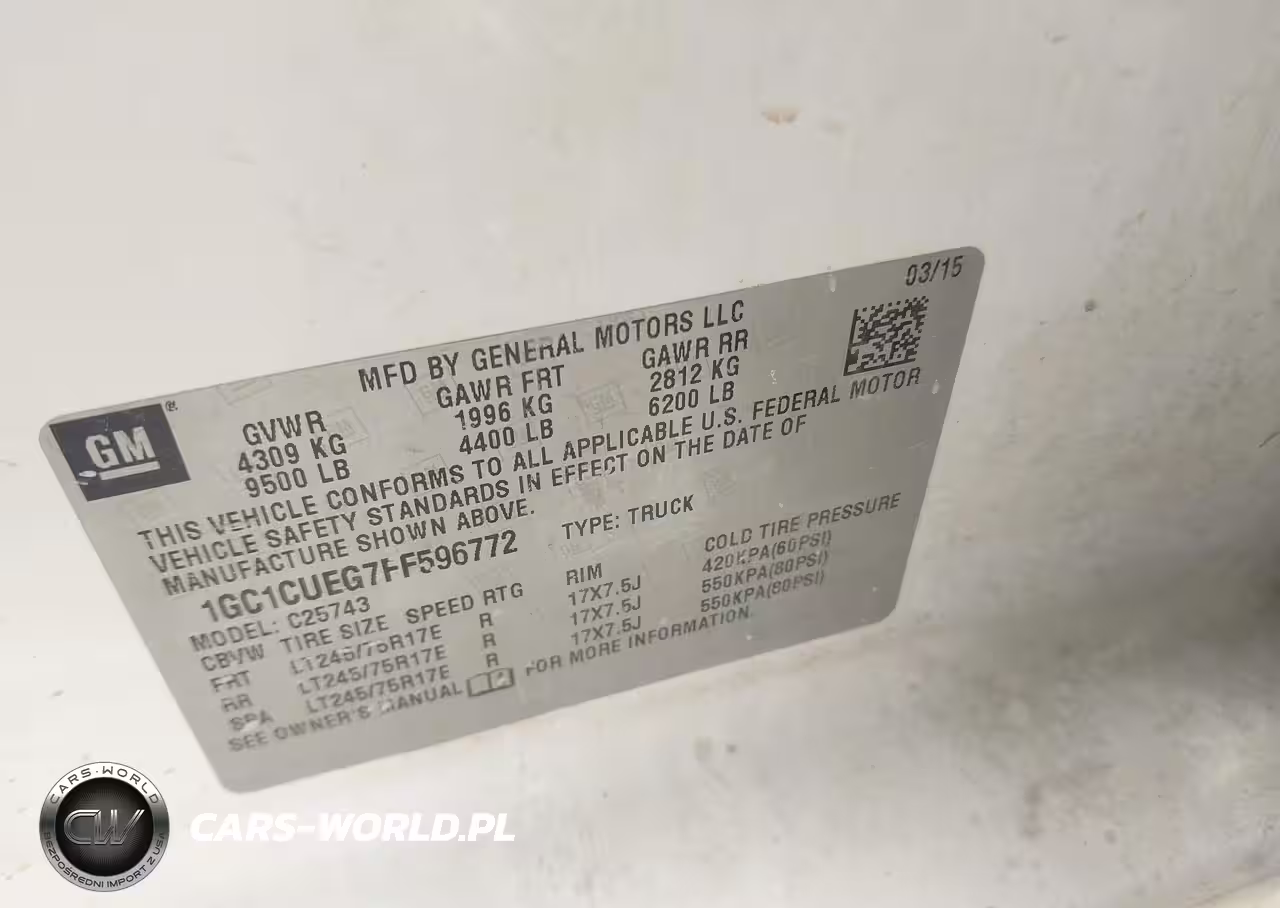 03/15
MFD BY GENERAL MOTORS LLC
GM
GVWR GAWR FRT GAWR RR
4309 KG 1996 KG 2812 KG
9500 LB 4400 LB 6200 LB
THIS VEHICLE CONFORMS TO ALL APPLICABLE U.S. FEDERAL MOTOR
VEHICLE SAFETY STANDARDS IN EFFECT ON THE DATE OF
MANUFACTURE SHOWN ABOVE.
1GC1CUEG7FF596772 TYPE: TRUCK
MODEL: C25743
TIRE SIZE SPEED RTG RIM COLD TIRE PRESSURE
FRT LT245/75R17E R 17X7.5J 420KPA(60PSI)
RR LT245/75R17E R 17X7.5J 550KPA(80PSI)
SPA LT245/75R17E R 17X7.5J 550KPA(80PSI)
SEE OWNER'S MANUAL FOR MORE INFORMATION.
CARS-WORLD
CW
BEZPOŚREDNI IMPORT Z USA
CARS-WORLD.PL